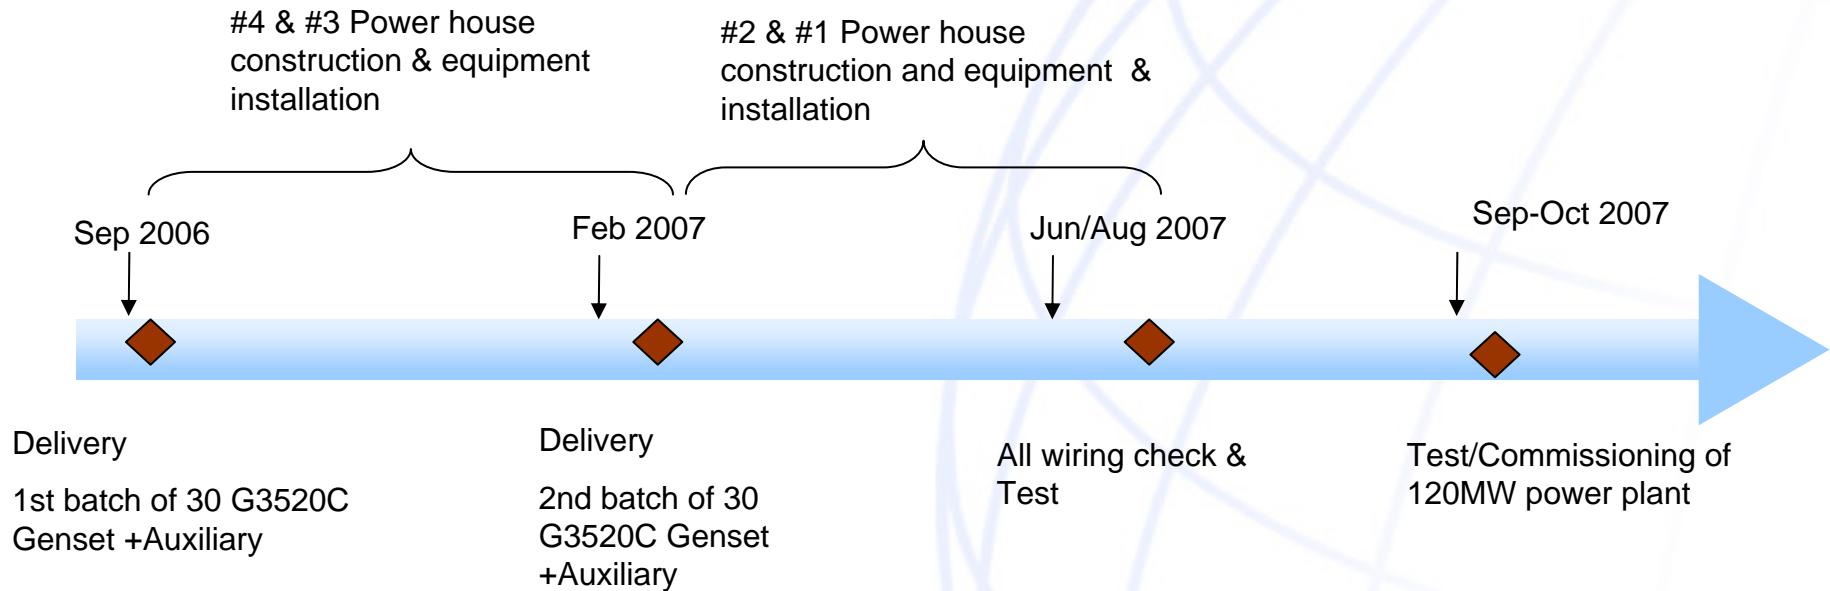 #4 & #3 Power house
construction & equipment
installation
#2 & #1 Power house
construction and equipment  &
installation
Sep 2006
Feb 2007
Jun/Aug 2007
Sep-Oct 2007
Delivery
1st batch of 30 G3520C
Genset +Auxiliary
Delivery
2nd batch of 30
G3520C Genset
+Auxiliary
All wiring check &
Test
Test/Commissioning of
120MW power plant